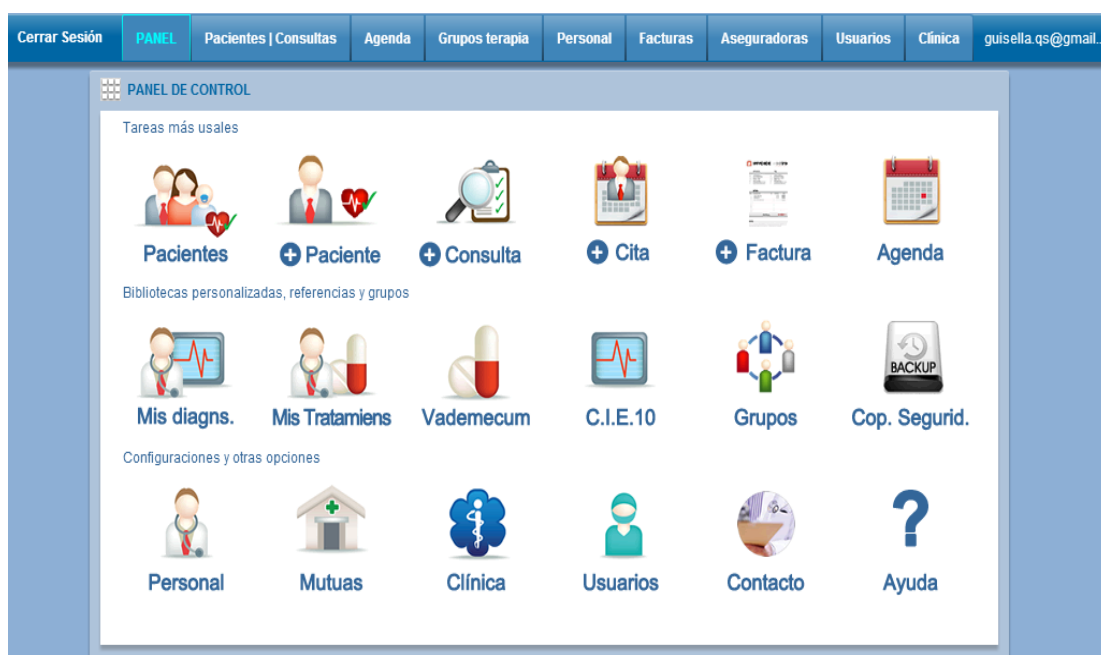 Cerrar Sesión PANEL Pacientes | Consultas Agenda Grupos terapia Personal Facturas Aseguradoras Usuarios Clínica guisella.qs@gmail..
PANEL DE CONTROL
Tareas más usales
Pacientes + Paciente + Consulta + Cita + Factura Agenda
Bibliotecas personalizadas, referencias y grupos
BACKUP
Mis diagns. Mis Tratamiens Vademecum C.I.E.10 Grupos Cop. Segurid.
Configuraciones y otras opciones
Personal Mutuas Clínica Usuarios Contacto Ayuda